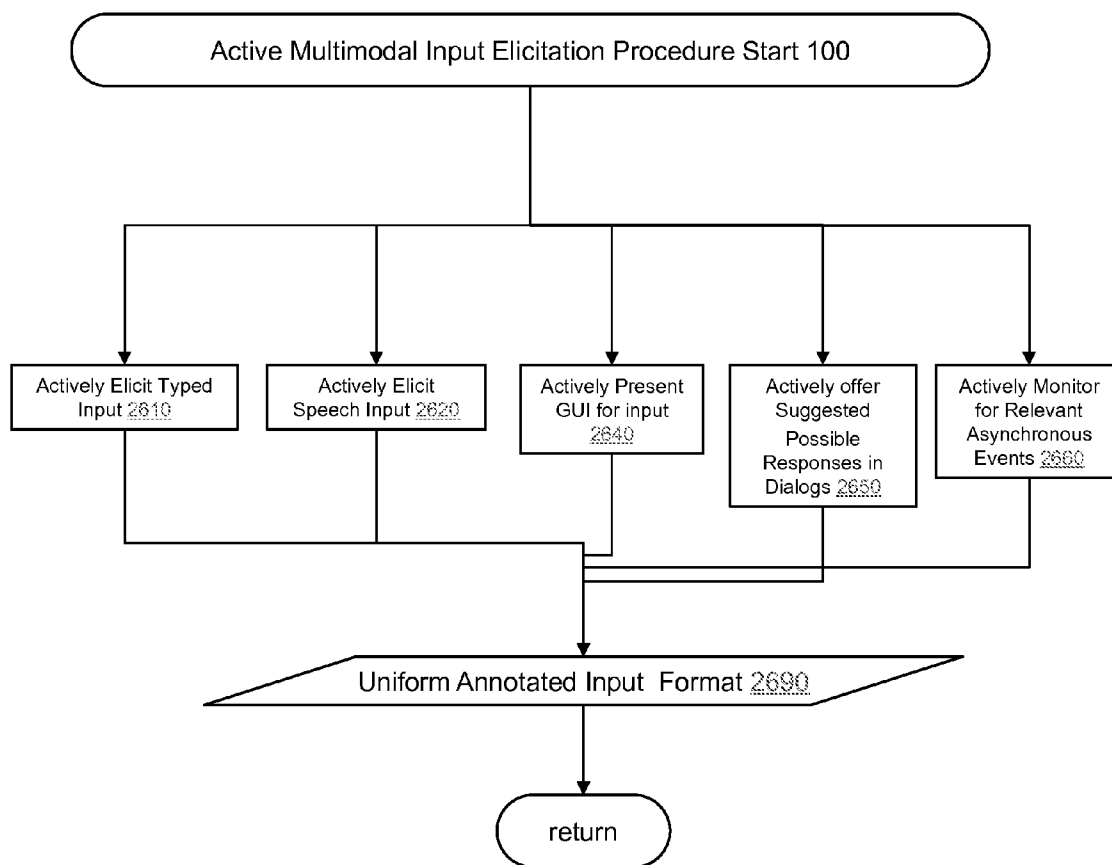 Active Multimodal Input Elicitation Procedure Start 100
Actively Elicit Typed
Input 2610
Actively Elicit
Speech Input 2620
Actively Present
GUI for input
2640
Actively offer
Suggested
Possible
Responses in
Dialogs 2650
Actively Monitor
for Relevant
Asynchronous
Events 2660
Uniform Annotated Input Format 2690
return